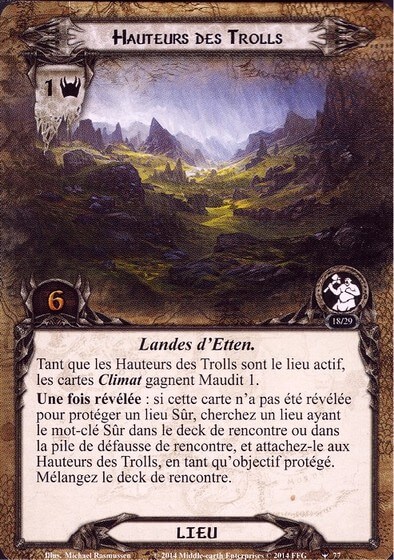 Hauteurs des Trolls
1
6
18/29
Landes d'Etten.
Tant que les Hauteurs des Trolls sont le lieu actif,
les cartes Climat gagnent Maudit 1.
Une fois révélée : si cette carte n'a pas été révélée
pour protéger un lieu Sûr, cherchez un lieu ayant
le mot-clé Sûr dans le deck de rencontre ou dans
la pile de défausse de rencontre, et attachez-le aux
Hauteurs des Trolls, en tant qu'objectif protégé.
Mélangez le deck de rencontre.
LIEU
Illus. Michael Rasmussen © 2014 Middle-earth Enterprises © 2014 FFG 77